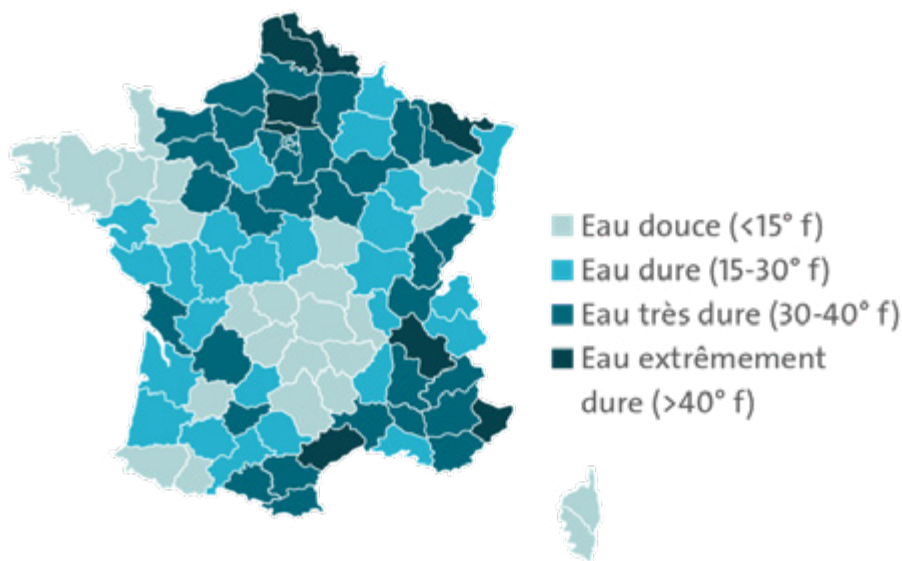 Eau douce (<15° f)
Eau dure (15-30° f)
Eau très dure (30-40° f)
Eau extrêmement
dure (>40° f)